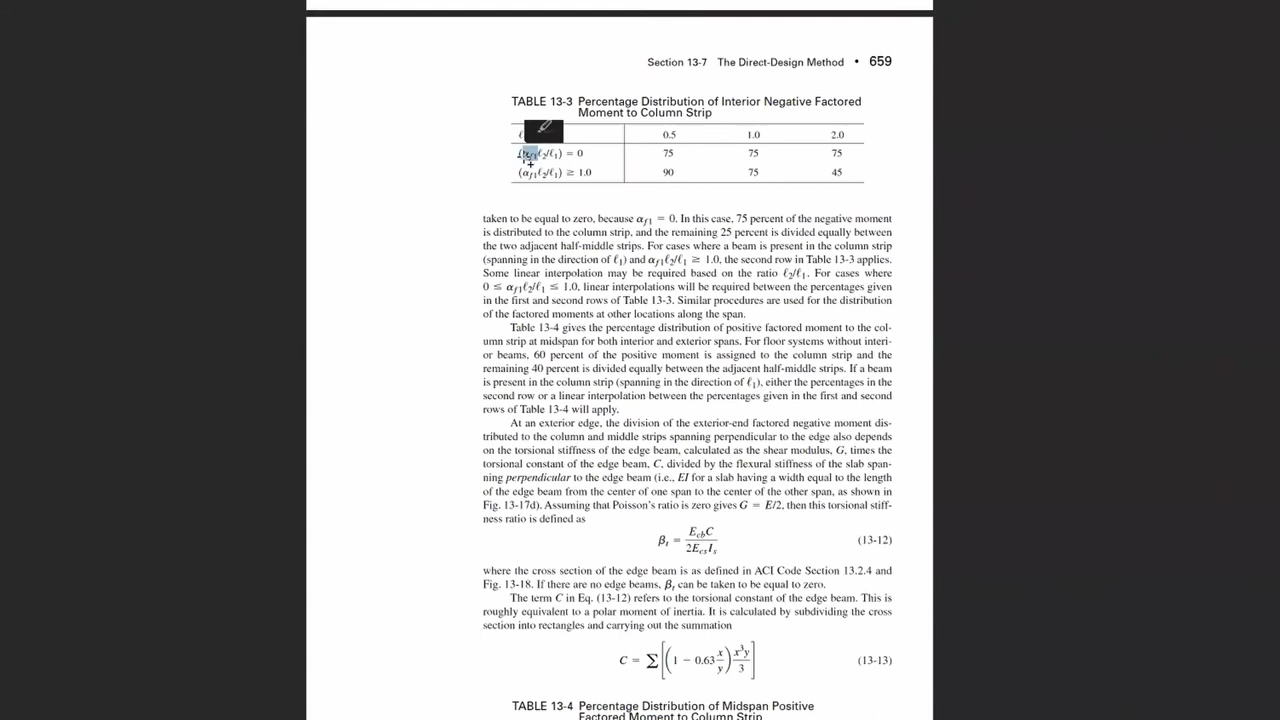 Section 13-7 The Direct-Design Method • 659
TABLE 13-3 Percentage Distribution of Interior Negative Factored
Moment to Column Strip
ℓ 0.5 1.0 2.0
(αf1ℓ2/ℓ1) = 0 75 75 75
(αf1ℓ2/ℓ1) ≥ 1.0 90 75 45
taken to be equal to zero, because αf1 = 0. In this case, 75 percent of the negative moment
is distributed to the column strip, and the remaining 25 percent is divided equally between
the two adjacent half-middle strips. For cases where a beam is present in the column strip
(spanning in the direction of ℓ1) and αf1ℓ2/ℓ1 ≥ 1.0, the second row in Table 13-3 applies.
Some linear interpolation may be required based on the ratio ℓ2/ℓ1. For cases where
0 ≤ αf1ℓ2/ℓ1 ≤ 1.0, linear interpolations will be required between the percentages given
in the first and second rows of Table 13-3. Similar procedures are used for the distribution
of the factored moments at other locations along the span.
Table 13-4 gives the percentage distribution of positive factored moment to the col-
umn strip at midspan for both interior and exterior spans. For floor systems without interi-
or beams, 60 percent of the positive moment is assigned to the column strip and the
remaining 40 percent is divided equally between the adjacent half-middle strips. If a beam
is present in the column strip (spanning in the direction of ℓ1), either the percentages in the
second row or a linear interpolation between the percentages given in the first and second
rows of Table 13-4 will apply.
At an exterior edge, the division of the exterior-end factored negative moment dis-
tributed to the column and middle strips spanning perpendicular to the edge also depends
on the torsional stiffness of the edge beam, calculated as the shear modulus, G, times the
torsional constant of the edge beam, C, divided by the flexural stiffness of the slab span-
ning perpendicular to the edge beam (i.e., EI for a slab having a width equal to the length
of the edge beam from the center of one span to the center of the other span, as shown in
Fig. 13-17d). Assuming that Poisson's ratio is zero gives G = E/2, then this torsional stiff-
ness ratio is defined as
βt = EcbC / 2EcsIs (13-12)
where the cross section of the edge beam is as defined in ACI Code Section 13.2.4 and
Fig. 13-18. If there are no edge beams, βt can be taken to be equal to zero.
The term C in Eq. (13-12) refers to the torsional constant of the edge beam. This is
roughly equivalent to a polar moment of inertia. It is calculated by subdividing the cross
section into rectangles and carrying out the summation
C = ∑[(1 − 0.63 x/y) x³y/3] (13-13)
TABLE 13-4 Percentage Distribution of Midspan Positive
Factored Moment to Column Strip